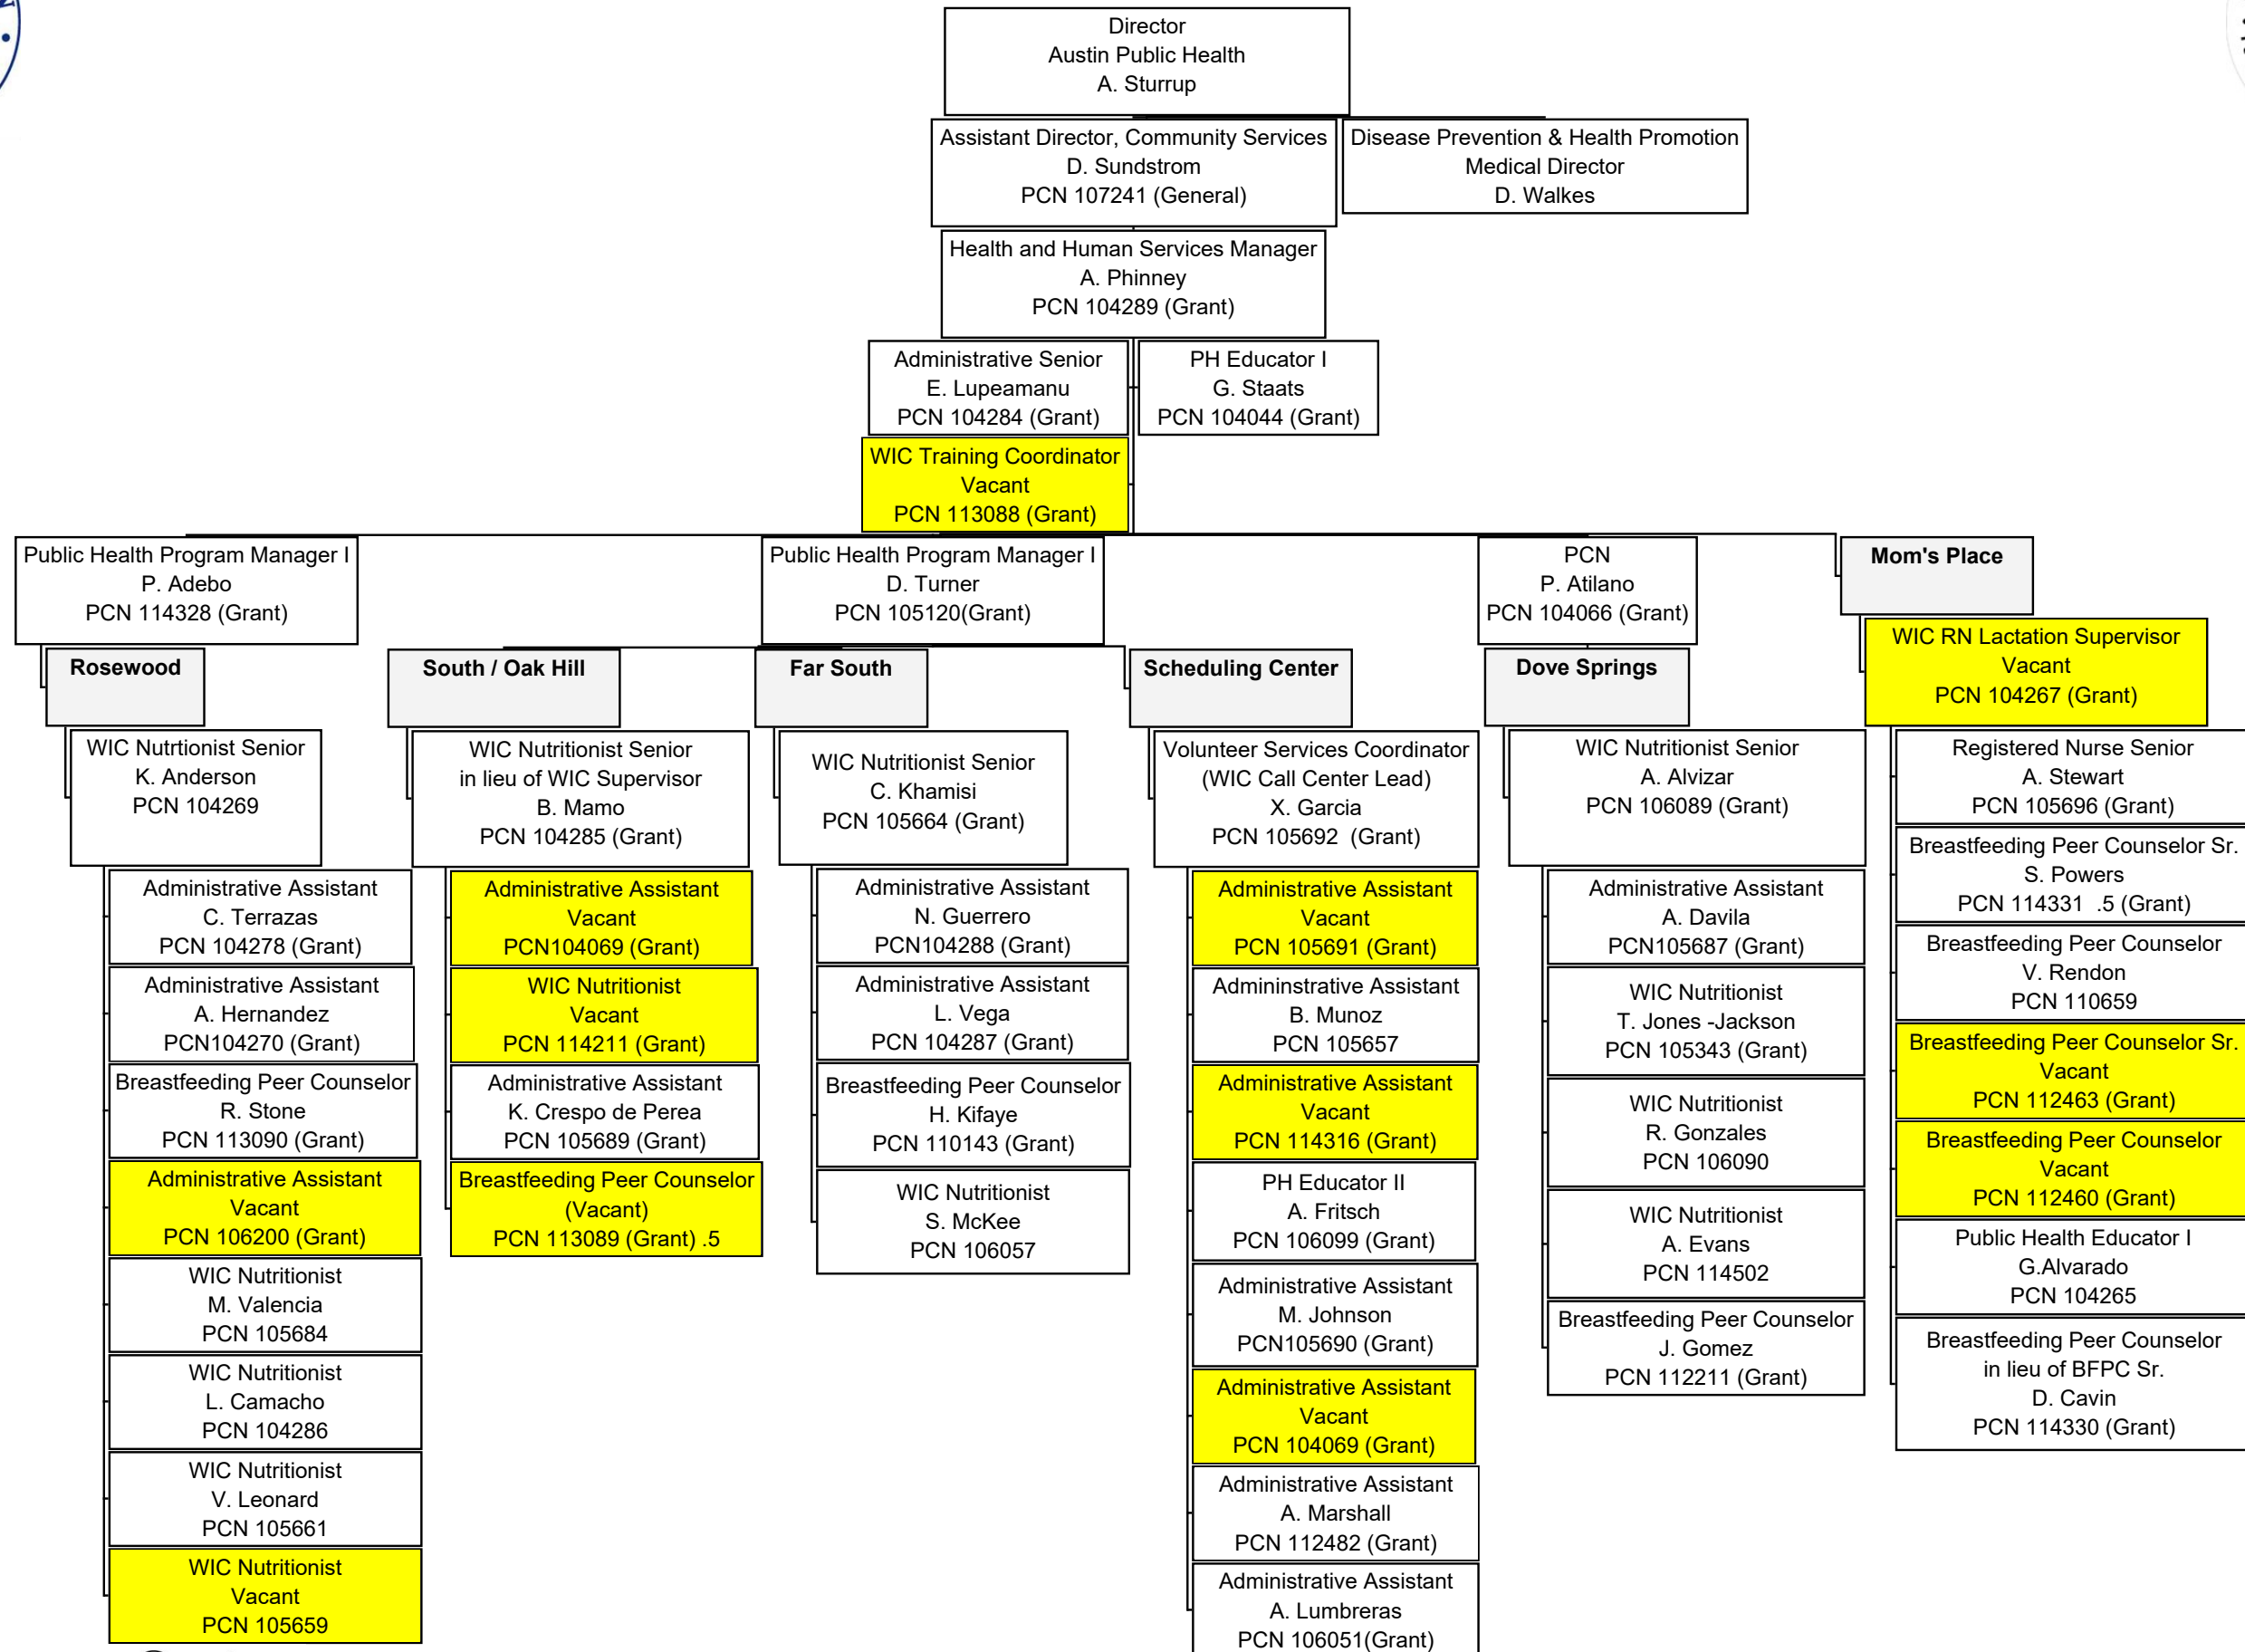 Director
Austin Public Health
A. Sturrup
Assistant Director, Community Services
D. Sundstrom
PCN 107241 (General)
Disease Prevention & Health Promotion
Medical Director
D. Walkes
Health and Human Services Manager
A. Phinney
PCN 104289 (Grant)
Administrative Senior
E. Lupeamanu
PCN 104284 (Grant)
PH Educator I
G. Staats
PCN 104044 (Grant)
WIC Training Coordinator
Vacant
PCN 113088 (Grant)
Public Health Program Manager I
P. Adebo
PCN 114328 (Grant)
Public Health Program Manager I
D. Turner
PCN 105120(Grant)
PCN
P. Atilano
PCN 104066 (Grant)
Mom's Place
Rosewood
WIC Nutrtionist Senior
K. Anderson
PCN 104269
Administrative Assistant
C. Terrazas
PCN 104278 (Grant)
Administrative Assistant
A. Hernandez
PCN104270 (Grant)
Breastfeeding Peer Counselor
R. Stone
PCN 113090 (Grant)
Administrative Assistant
Vacant
PCN 106200 (Grant)
WIC Nutritionist
M. Valencia
PCN 105684
WIC Nutritionist
L. Camacho
PCN 104286
WIC Nutritionist
V. Leonard
PCN 105661
WIC Nutritionist
Vacant
PCN 105659
South / Oak Hill
WIC Nutritionist Senior
in lieu of WIC Supervisor
B. Mamo
PCN 104285 (Grant)
Administrative Assistant
Vacant
PCN104069 (Grant)
WIC Nutritionist
Vacant
PCN 114211 (Grant)
Administrative Assistant
K. Crespo de Perea
PCN 105689 (Grant)
Breastfeeding Peer Counselor
(Vacant)
PCN 113089 (Grant) .5
Far South
WIC Nutritionist Senior
C. Khamisi
PCN 105664 (Grant)
Administrative Assistant
N. Guerrero
PCN104288 (Grant)
Administrative Assistant
L. Vega
PCN 104287 (Grant)
Breastfeeding Peer Counselor
H. Kifaye
PCN 110143 (Grant)
WIC Nutritionist
S. McKee
PCN 106057
Scheduling Center
Volunteer Services Coordinator
(WIC Call Center Lead)
X. Garcia
PCN 105692 (Grant)
Administrative Assistant
Vacant
PCN 105691 (Grant)
Admininstrative Assistant
B. Munoz
PCN 105657
Administrative Assistant
Vacant
PCN 114316 (Grant)
PH Educator II
A. Fritsch
PCN 106099 (Grant)
Administrative Assistant
M. Johnson
PCN105690 (Grant)
Administrative Assistant
Vacant
PCN 104069 (Grant)
Administrative Assistant
A. Marshall
PCN 112482 (Grant)
Administrative Assistant
A. Lumbreras
PCN 106051(Grant)
Dove Springs
WIC Nutritionist Senior
A. Alvizar
PCN 106089 (Grant)
Administrative Assistant
A. Davila
PCN105687 (Grant)
WIC Nutritionist
T. Jones -Jackson
PCN 105343 (Grant)
WIC Nutritionist
R. Gonzales
PCN 106090
WIC Nutritionist
A. Evans
PCN 114502
Breastfeeding Peer Counselor
J. Gomez
PCN 112211 (Grant)
WIC RN Lactation Supervisor
Vacant
PCN 104267 (Grant)
Registered Nurse Senior
A. Stewart
PCN 105696 (Grant)
Breastfeeding Peer Counselor Sr.
S. Powers
PCN 114331 .5 (Grant)
Breastfeeding Peer Counselor
V. Rendon
PCN 110659
Breastfeeding Peer Counselor Sr.
Vacant
PCN 112463 (Grant)
Breastfeeding Peer Counselor
Vacant
PCN 112460 (Grant)
Public Health Educator I
G.Alvarado
PCN 104265
Breastfeeding Peer Counselor
in lieu of BFPC Sr.
D. Cavin
PCN 114330 (Grant)